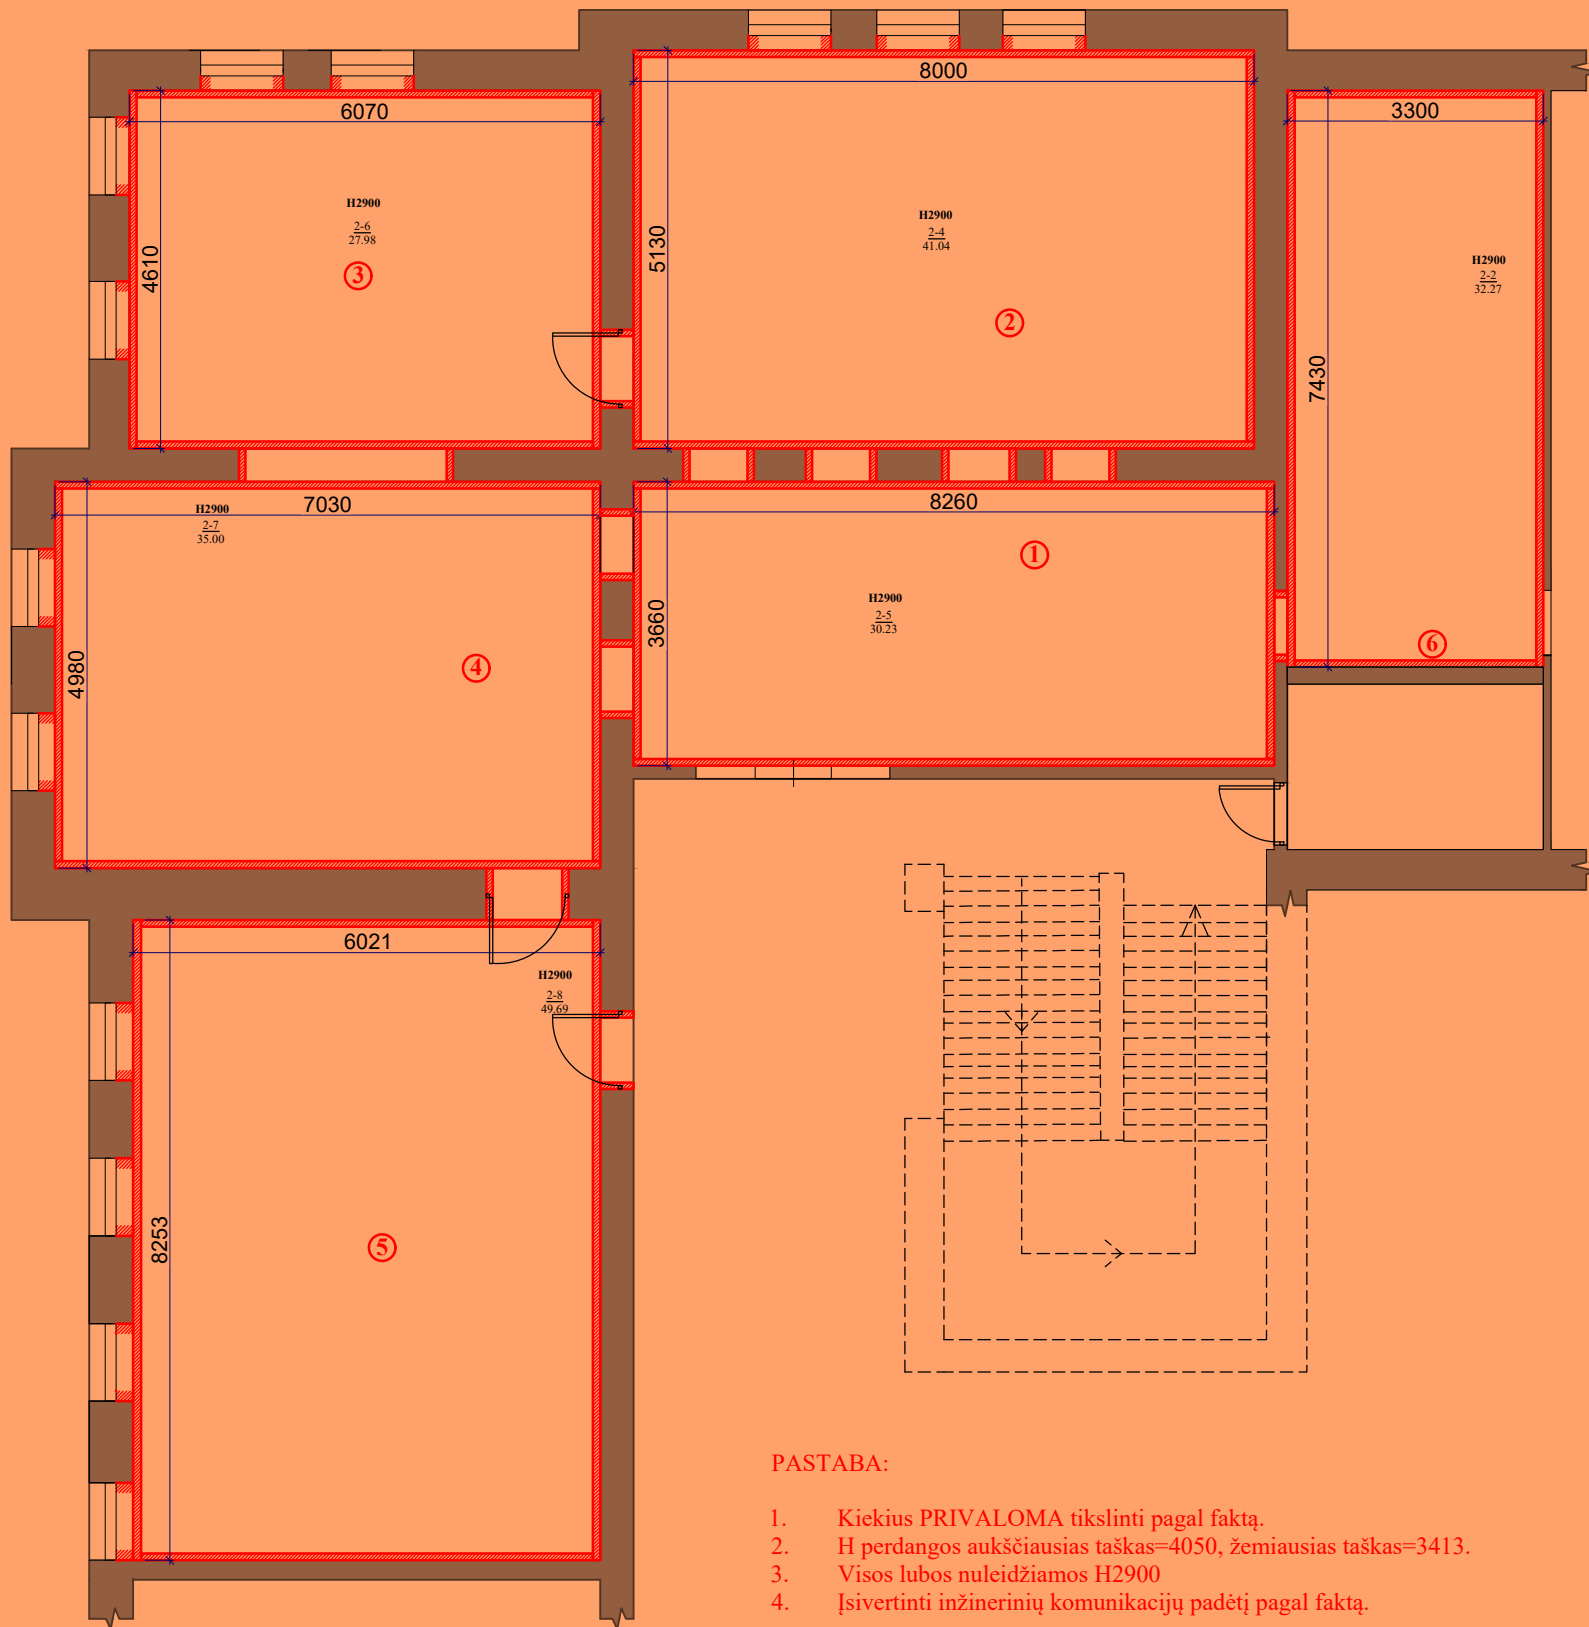 8000
6070
3300
H2900
2-6
27.98
H2900
2-4
41.04
4610
5130
H2900
2-2
32.27
③
②
7430
H2900
2-7
35.00
7030
8260
①
H2900
2-5
30.23
3660
4980
④
⑥
6021
H2900
2-8
49.69
8253
⑤
PASTABA:
1. Kiekius PRIVALOMA tikslinti pagal faktą.
2. H perdangos aukščiausias taškas=4050, žemiausias taškas=3413.
3. Visos lubos nuleidžiamos H2900
4. Įsivertinti inžinerinių komunikacijų padėtį pagal faktą.